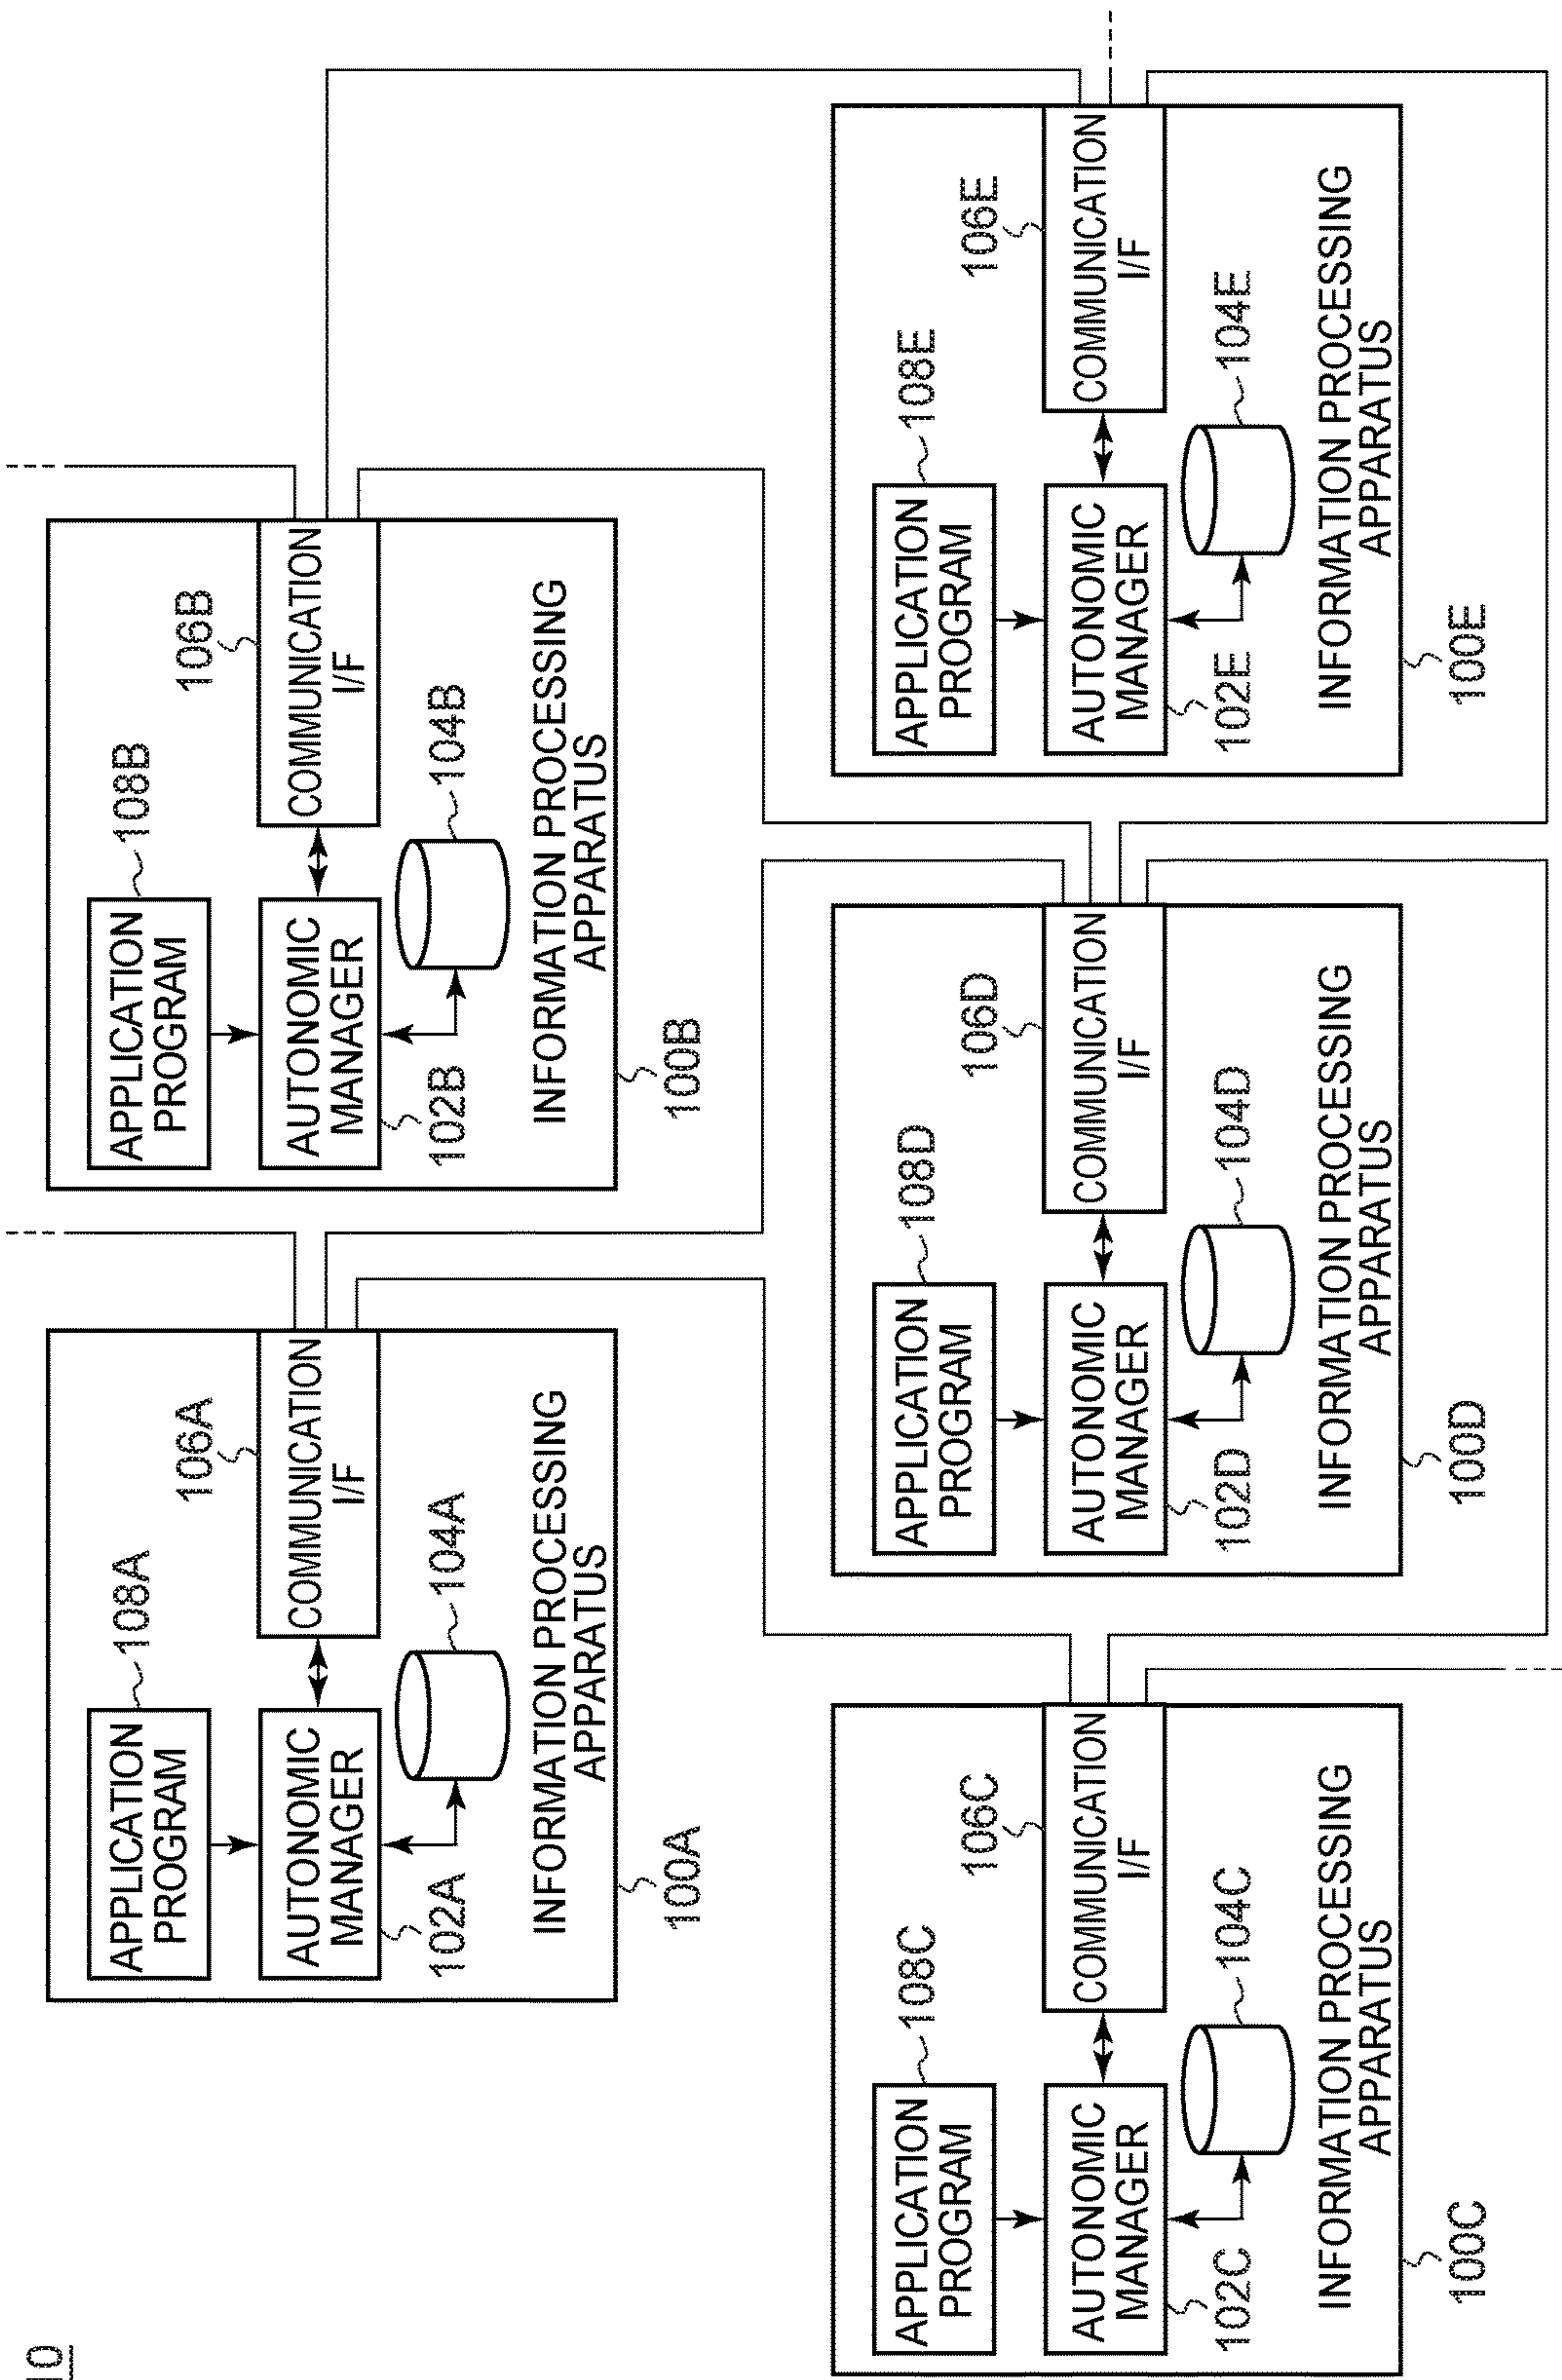 10
108A
APPLICATION
PROGRAM
106A
AUTONOMIC
MANAGER
COMMUNICATION
I/F
102A
104A
INFORMATION PROCESSING
APPARATUS
100A
108B
APPLICATION
PROGRAM
106B
AUTONOMIC
MANAGER
COMMUNICATION
I/F
102B
104B
INFORMATION PROCESSING
APPARATUS
100B
108C
APPLICATION
PROGRAM
106C
AUTONOMIC
MANAGER
COMMUNICATION
I/F
102C
104C
INFORMATION PROCESSING
APPARATUS
100C
108D
APPLICATION
PROGRAM
106D
AUTONOMIC
MANAGER
COMMUNICATION
I/F
102D
104D
INFORMATION PROCESSING
APPARATUS
100D
108E
APPLICATION
PROGRAM
106E
AUTONOMIC
MANAGER
COMMUNICATION
I/F
102E
104E
INFORMATION PROCESSING
APPARATUS
100E